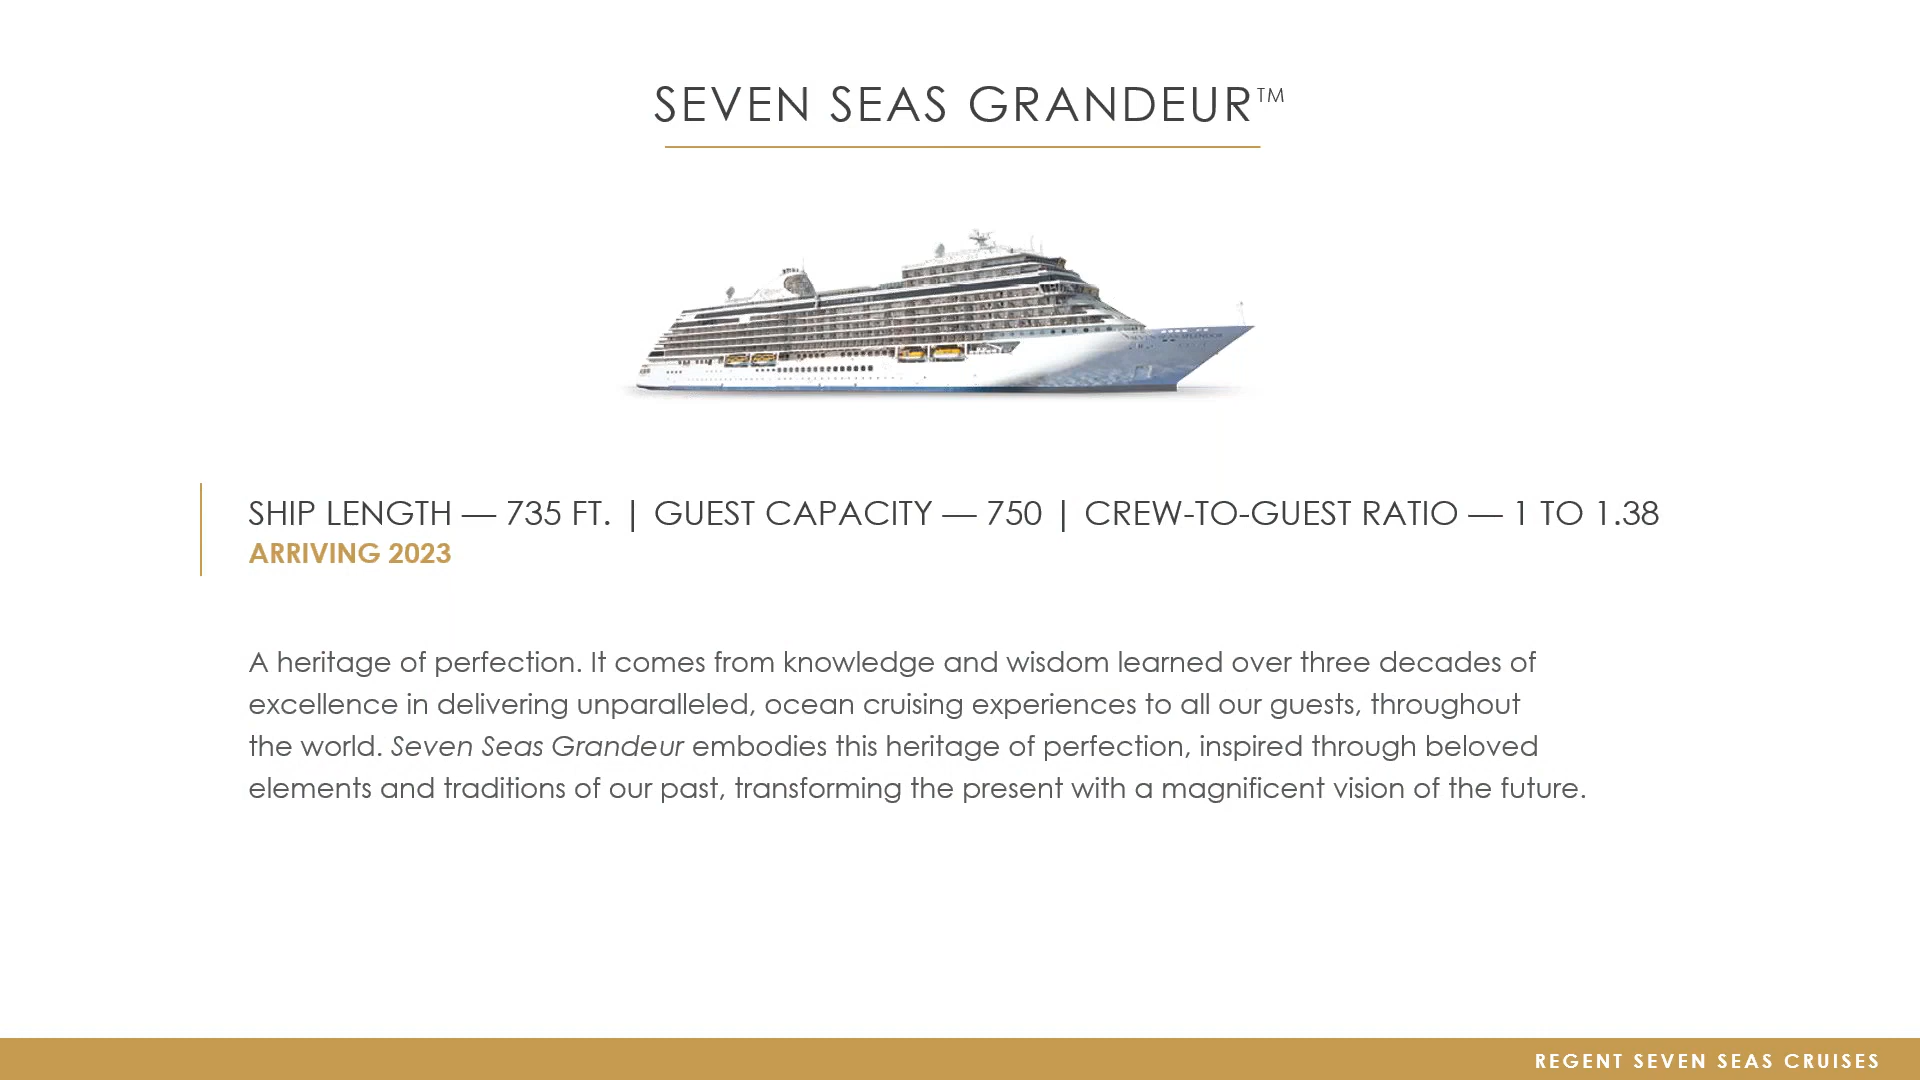 SEVEN SEAS GRANDEUR™
SEVEN SEAS SPLENDOR
SHIP LENGTH — 735 FT. | GUEST CAPACITY — 750 | CREW-TO-GUEST RATIO — 1 TO 1.38
ARRIVING 2023
A heritage of perfection. It comes from knowledge and wisdom learned over three decades of
excellence in delivering unparalleled, ocean cruising experiences to all our guests, throughout
the world. Seven Seas Grandeur embodies this heritage of perfection, inspired through beloved
elements and traditions of our past, transforming the present with a magnificent vision of the future.
REGENT SEVEN SEAS CRUISES